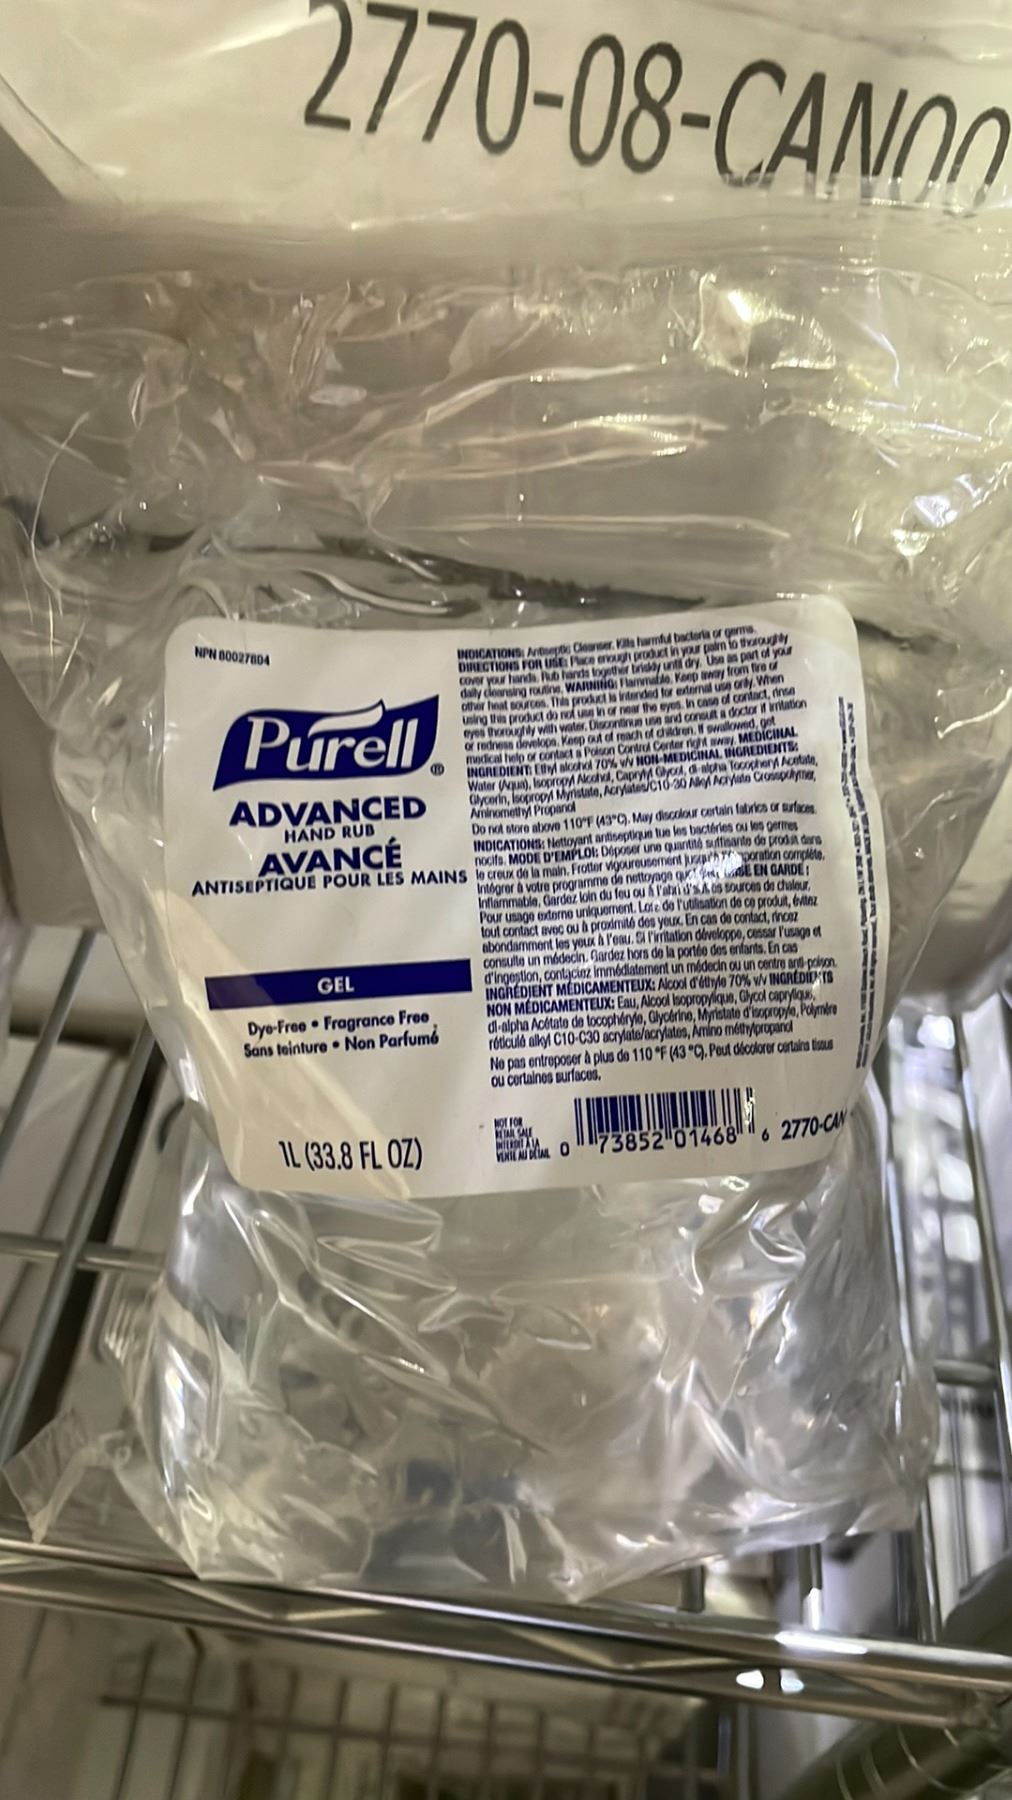 2770-08-CAN00
NPN 80027804
Purell®
ADVANCED
HAND RUB
AVANCÉ
ANTISEPTIQUE POUR LES MAINS
GEL
Dye-Free • Fragrance Free
Sans teinture • Non Parfumé
1L (33.8 FL OZ)
INDICATIONS: Antiseptic Cleanser. Kills harmful bacteria or germs.
DIRECTIONS FOR USE: Place enough product in your palm to thoroughly
cover your hands. Rub hands together briskly until dry. Use as part of your
daily cleansing routine. WARNING: Flammable. Keep away from fire or
other heat sources. This product is intended for external use only. When
using this product do not use in or near the eyes. In case of contact, rinse
eyes thoroughly with water. Discontinue use and consult a doctor if irritation
or redness develops. Keep out of reach of children. If swallowed, get
medical help or contact a Poison Control Center right away. MEDICINAL
INGREDIENT: Ethyl alcohol 70% v/v NON-MEDICINAL INGREDIENTS:
Water (Aqua), Isopropyl Alcohol, Caprylyl Glycol, dl-alpha Tocopheryl Acetate,
Glycerin, Isopropyl Myristate, Acrylates/C10-30 Alkyl Acrylate Crosspolymer,
Aminomethyl Propanol
Do not store above 110°F (43°C). May discolour certain fabrics or surfaces.
INDICATIONS: Nettoyant antiseptique tue les bactéries ou les germes
nocifs. MODE D'EMPLOI: Déposer une quantité suffisante de produit dans
le creux de la main. Frotter vigoureusement complète.
Intégrer à votre programme de nettoyage EN GARDE :
Inflammable, Gardez loin du feu ou à l'abri sources de chaleur.
Pour usage externe uniquement. Lors de l'utilisation de ce produit, évitez
tout contact avec ou à proximité des yeux. En cas de contact, rincez
abondamment les yeux à l'eau. Si l'irritation développe, cessar l'usage et
consulte un médecin. Gardez hors de la portée des enfants. En cas
d'ingestion, contactez immédiatement un médecin ou un centre anti-poison.
INGRÉDIENT MÉDICAMENTEUX: Alcool d'éthyle 70% v/v INGRÉDIENTS
NON MÉDICAMENTEUX: Eau, Alcool Isopropylique, Glycol caprylique,
dl-alpha Acétate de tocophéryle, Glycérine, Myristate d'isopropyle, Polymère
réticulé alkyl C10-C30 acrylate/acrylates, Amino méthylpropanol
Ne pas entreposer à plus de 110 °F (43 °C). Peut décolorer certains tissus
ou certaines surfaces.
NOT FOR
RETAIL SALE
INTERDIT À LA
VENTE AU DÉTAIL
0 73852 01468 6
2770-CAN